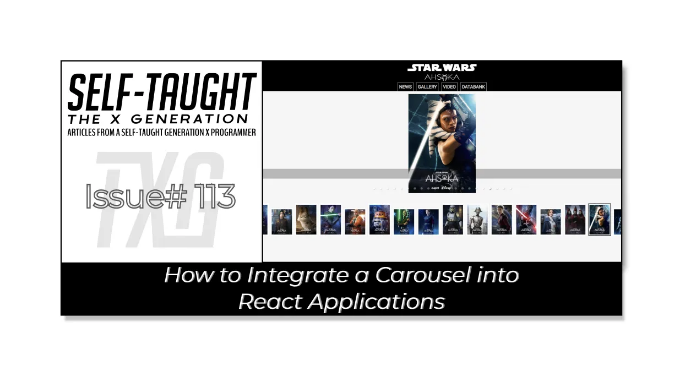 SELF-TAUGHT
THE X GENERATION
ARTICLES FROM A SELF-TAUGHT GENERATION X PROGRAMMER
TXG
Issue# 113
STAR WARS
AHSOKA
NEWS GALLERY VIDEO DATABANK
AHSOKA
How to Integrate a Carousel into
React Applications